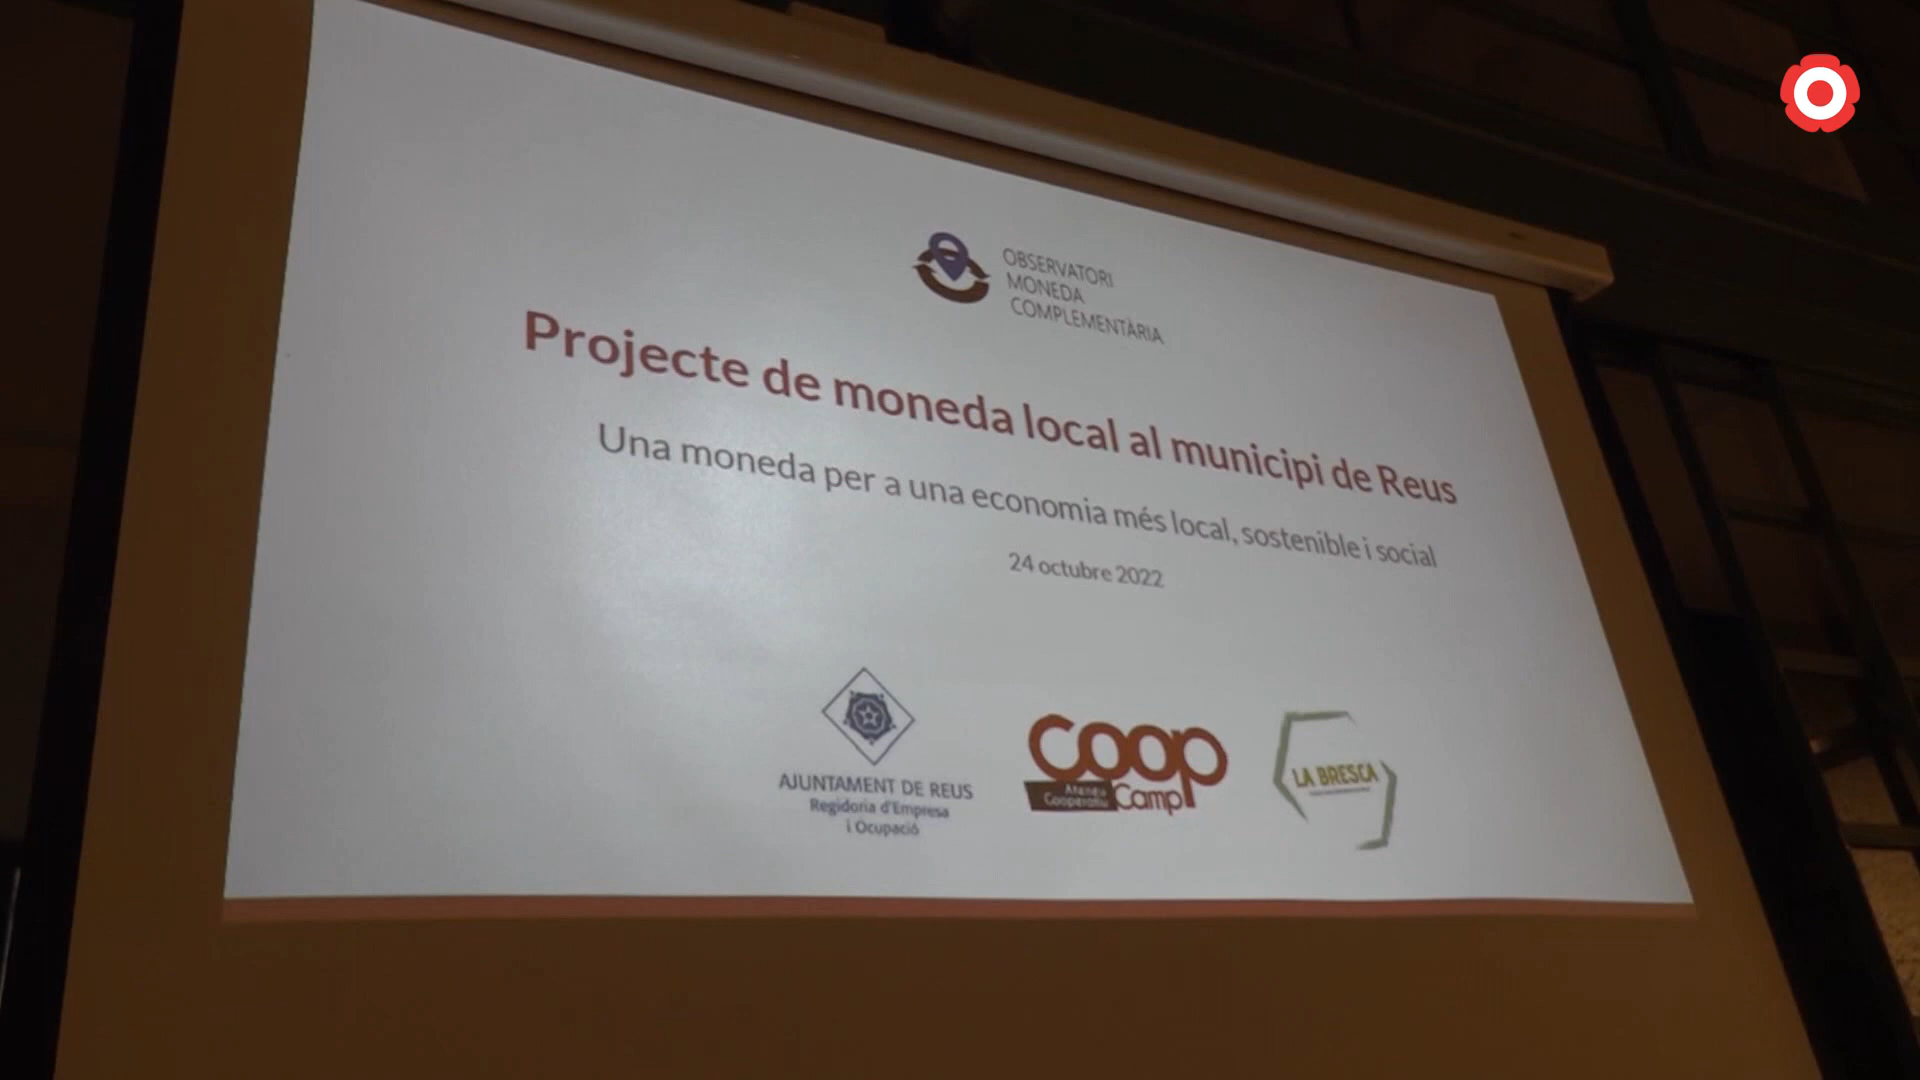 OBSERVATORI
MONEDA
COMPLEMENTÀRIA
Projecte de moneda local al municipi de Reus
Una moneda per a una economia més local, sostenible i social
24 octubre 2022
AJUNTAMENT DE REUS
Regidoria d'Empresa
i Ocupació
coop
Ateneu
Cooperatiu
Camp
LA BRESCA